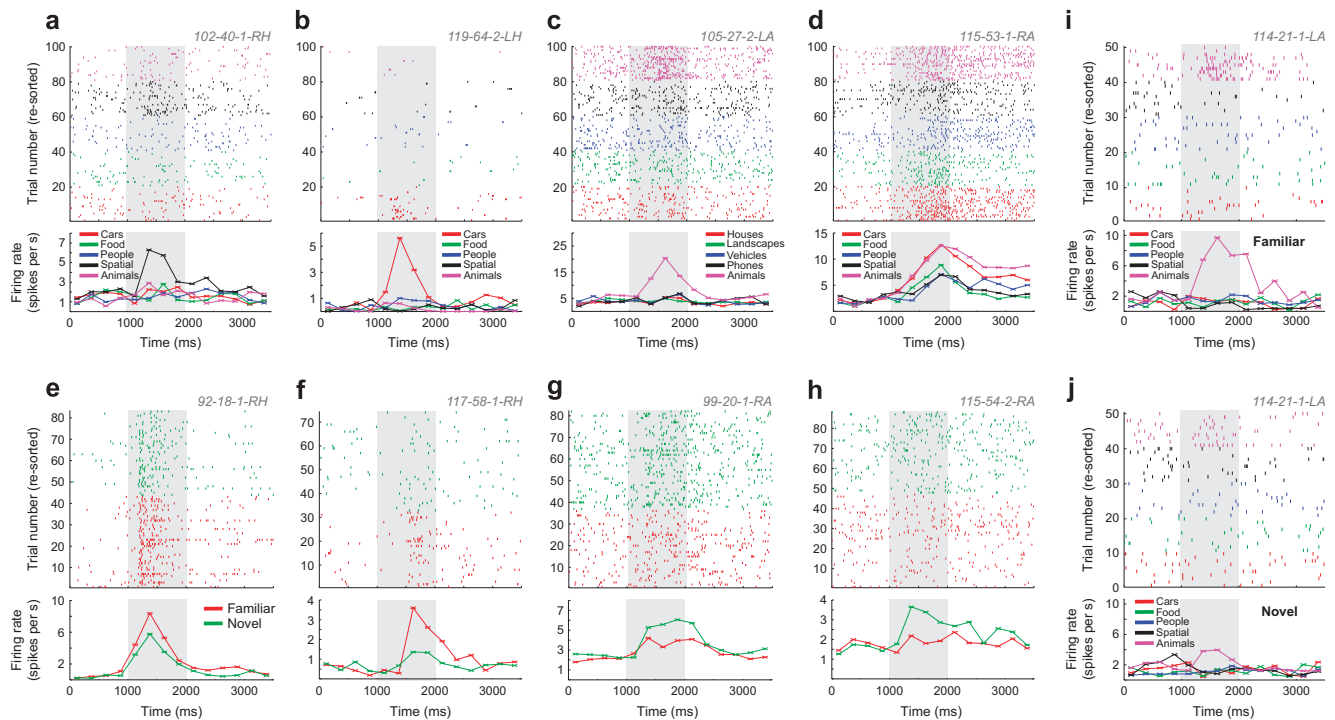 a
102-40-1-RH
Trial number (re-sorted)
100
80
60
40
20
Firing rate
(spikes per s)
7
5
3
1
Cars
Food
People
Spatial
Animals
0 1000 2000 3000
Time (ms)
b
119-64-2-LH
100
80
60
40
20
0
5
3
1
0
Cars
Food
People
Spatial
Animals
0 1000 2000 3000
Time (ms)
c
105-27-2-LA
100
80
60
40
20
25
15
5
Houses
Landscapes
Vehicles
Phones
Animals
0 1000 2000 3000
Time (ms)
d
115-53-1-RA
100
80
60
40
20
15
10
5
Cars
Food
People
Spatial
Animals
0 1000 2000 3000
Time (ms)
i
114-21-1-LA
Trial number (re-sorted)
50
40
30
20
10
0
Firing rate
(spikes per s)
10
8
6
4
2
Cars
Food
People
Spatial
Animals
Familiar
0 1000 2000 3000
Time (ms)
e
92-18-1-RH
Trial number (re-sorted)
80
70
60
50
40
30
20
10
Firing rate
(spikes per s)
10
6
4
2
Familiar
Novel
0 1000 2000 3000
Time (ms)
f
117-58-1-RH
70
60
50
40
30
20
10
0
4
3
2
1
0
0 1000 2000 3000
Time (ms)
g
99-20-1-RA
80
70
60
50
40
30
20
10
7
5
3
1
0 1000 2000 3000
Time (ms)
h
115-54-2-RA
80
70
60
50
40
30
20
10
4
3
2
1
0
0 1000 2000 3000
Time (ms)
j
114-21-1-LA
Trial number (re-sorted)
50
40
30
20
10
0
Firing rate
(spikes per s)
10
8
6
4
2
Cars
Food
People
Spatial
Animals
Novel
0 1000 2000 3000
Time (ms)